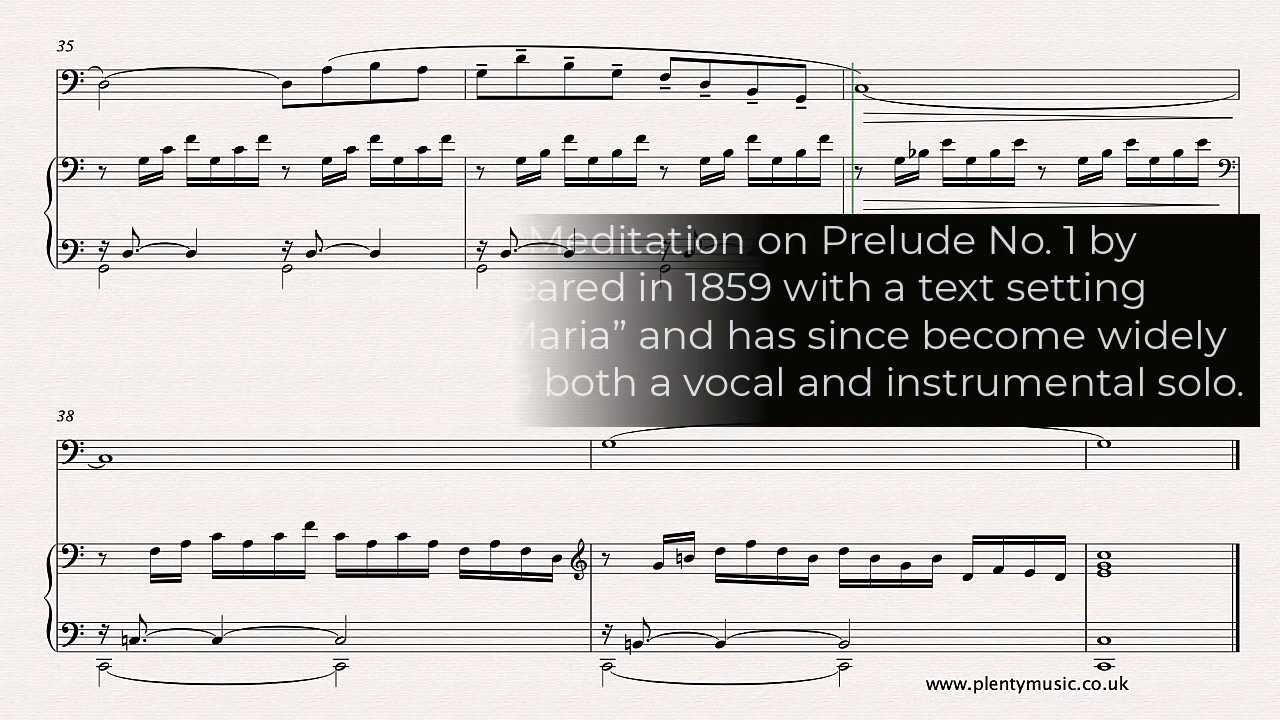 35
Meditation on Prelude No. 1 by
eared in 1859 with a text setting
Maria” and has since become widely
s both a vocal and instrumental solo.
38
www.plentymusic.co.uk